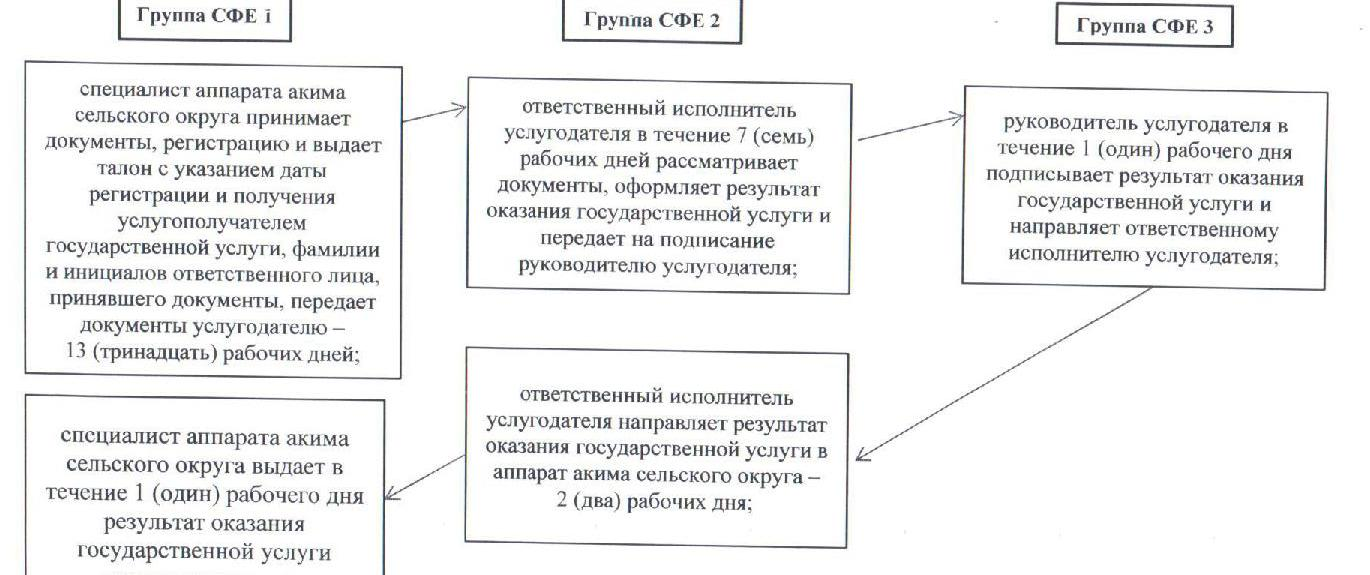 Группа СФЕ 1
Группа СФЕ 2
Группа СФЕ 3
специалист аппарата акима
сельского округа принимает
документы, регистрацию и выдает
талон с указанием даты
регистрации и получения
услугополучателем
государственной услуги, фамилии
и инициалов ответственного лица,
принявшего документы, передает
документы услугодателю –
13 (тринадцать) рабочих дней;
ответственный исполнитель
услугодателя в течение 7 (семь)
рабочих дней рассматривает
документы, оформляет результат
оказания государственной услуги и
передает на подписание
руководителю услугодателя;
руководитель услугодателя в
течение 1 (один) рабочего дня
подписывает результат оказания
государственной услуги и
направляет ответственному
исполнителю услугодателя;
ответственный исполнитель
услугодателя направляет результат
оказания государственной услуги в
аппарат акима сельского округа –
2 (два) рабочих дня;
специалист аппарата акима
сельского округа выдает в
течение 1 (один) рабочего дня
результат оказания
государственной услуги